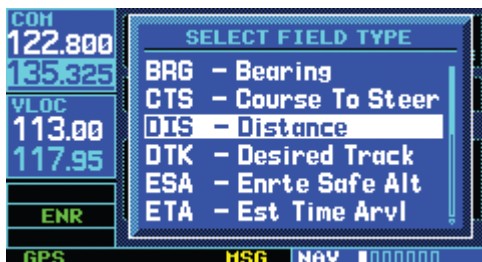 COM
122.800
135.325
VLOC
113.00
117.95
ENR
SELECT FIELD TYPE
BRG – Bearing
CTS – Course To Steer
DIS – Distance
DTK – Desired Track
ESA – Enrte Safe Alt
ETA – Est Time Arvl
GPS MSG NAV